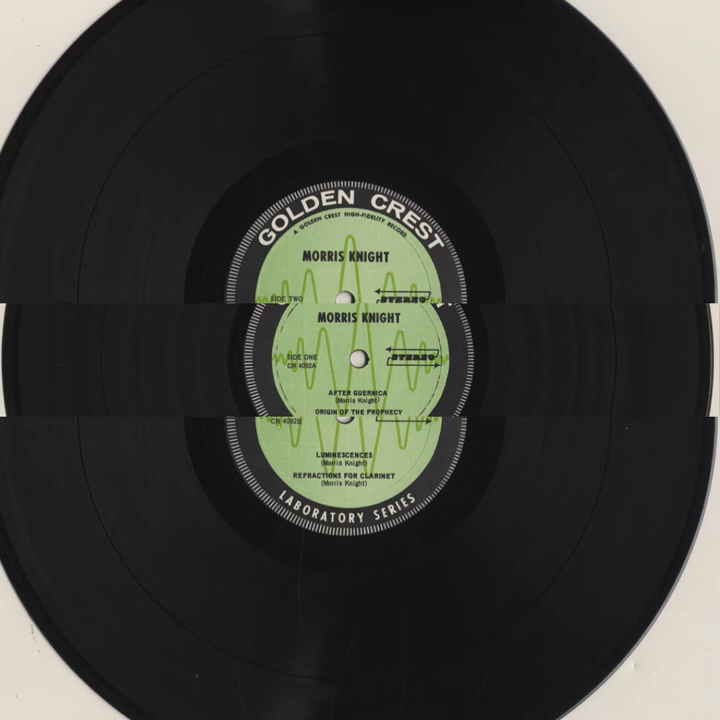 GOLDEN CREST
A GOLDEN CREST HIGH-FIDELITY RECORD
MORRIS KNIGHT
SIDE TWO
STEREO
MORRIS KNIGHT
SIDE ONE
CR 4092A
STEREO
AFTER GUERNICA
(Morris Knight)
ORIGIN OF THE PROPHECY
CR 4092B
LUMINESCENCES
(Morris Knight)
REFRACTIONS FOR CLARINET
(Morris Knight)
LABORATORY SERIES